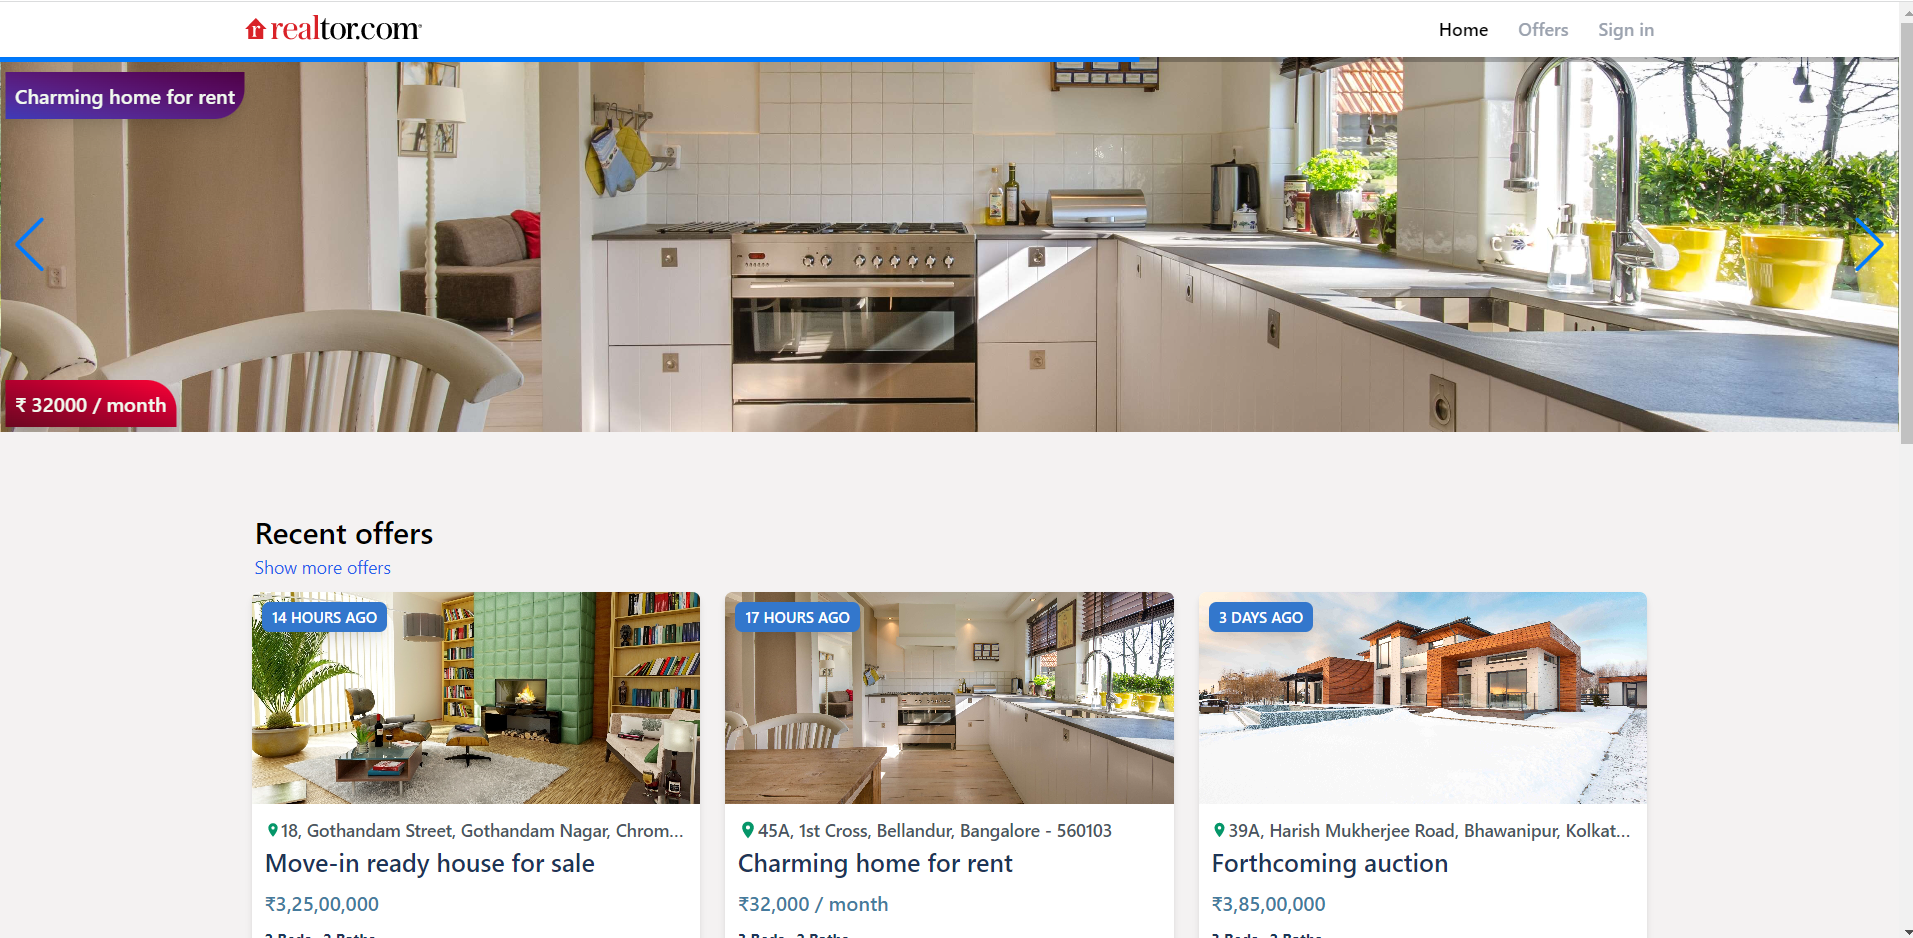 realtor.com
Home Offers Sign in
Charming home for rent
₹ 32000 / month
Recent offers
Show more offers
14 HOURS AGO
17 HOURS AGO
3 DAYS AGO
18, Gothandam Street, Gothandam Nagar, Chrom...
45A, 1st Cross, Bellandur, Bangalore - 560103
39A, Harish Mukherjee Road, Bhawanipur, Kolkat...
Move-in ready house for sale
Charming home for rent
Forthcoming auction
₹3,25,00,000
₹32,000 / month
₹3,85,00,000